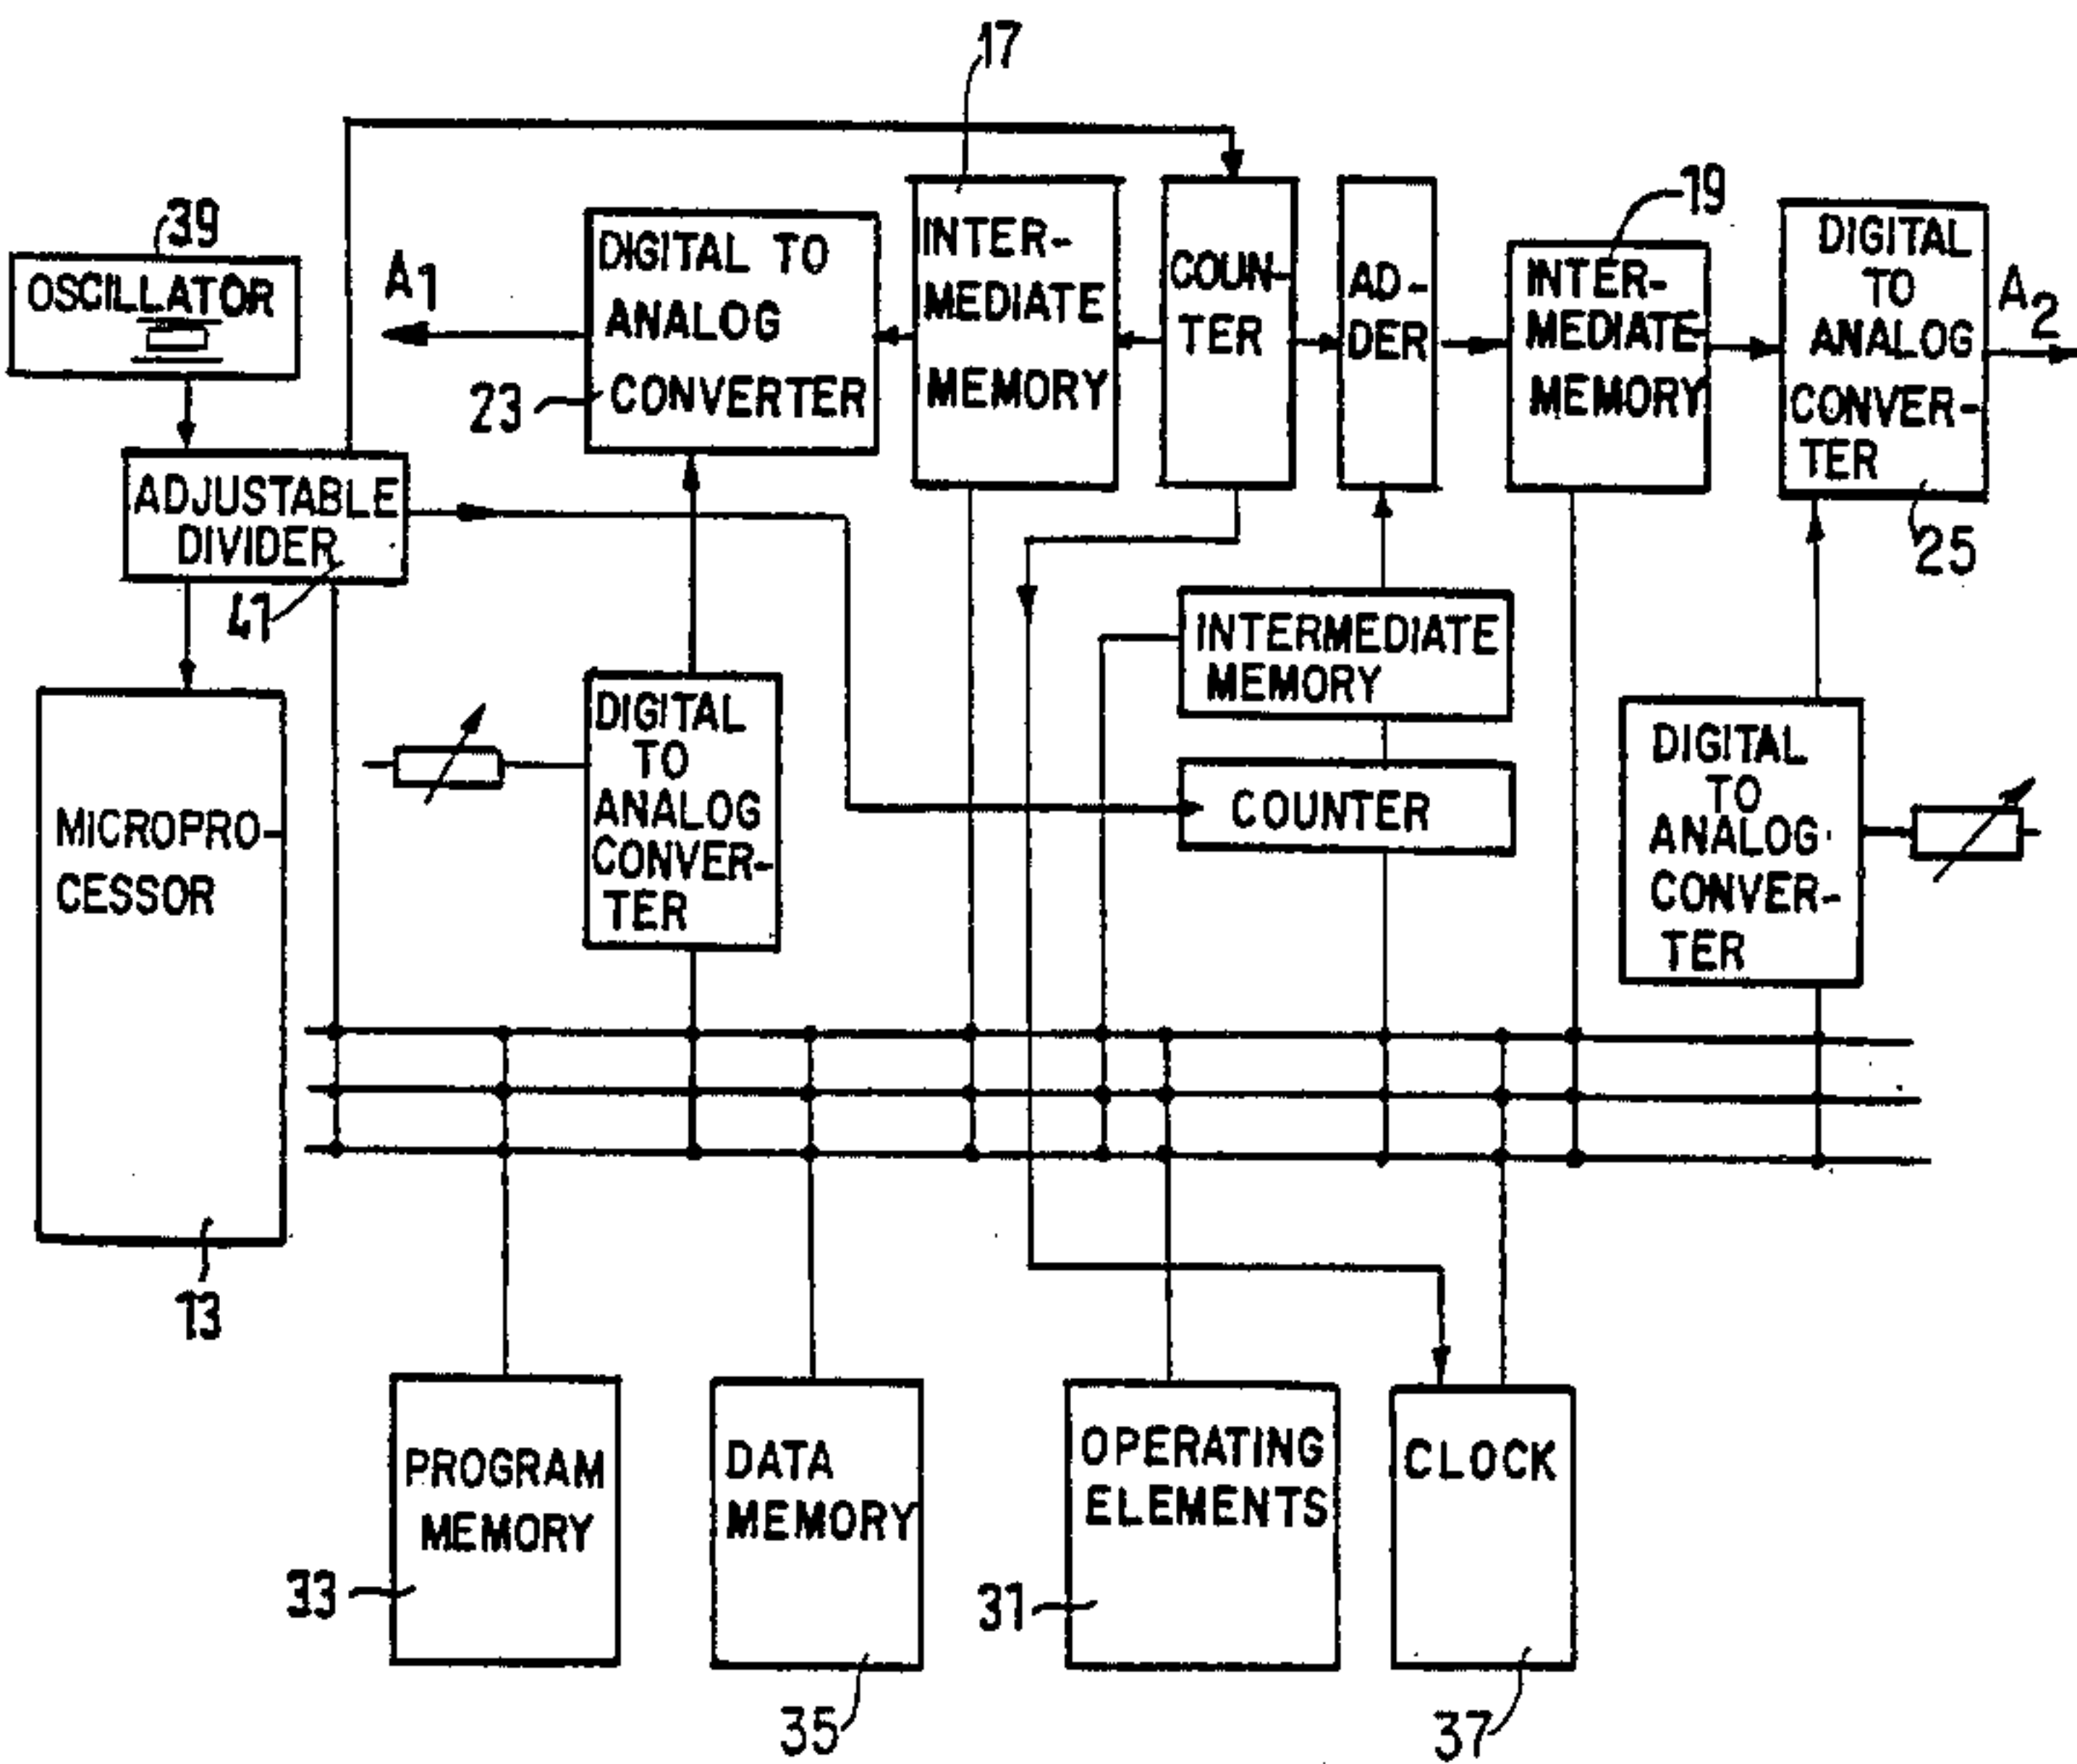 17
39
OSCILLATOR
A1
DIGITAL TO
ANALOG
CONVERTER
23
INTER-
MEDIATE
MEMORY
COUN-
TER
AD-
DER
19
INTER-
MEDIATE
MEMORY
DIGITAL
TO
ANALOG
CONVER-
TER
A2
25
ADJUSTABLE
DIVIDER
41
INTERMEDIATE
MEMORY
MICROPRO-
CESSOR
13
DIGITAL
TO
ANALOG
CONVER-
TER
COUNTER
DIGITAL
TO
ANALOG
CONVER-
TER
PROGRAM
MEMORY
33
DATA
MEMORY
35
OPERATING
ELEMENTS
31
CLOCK
37